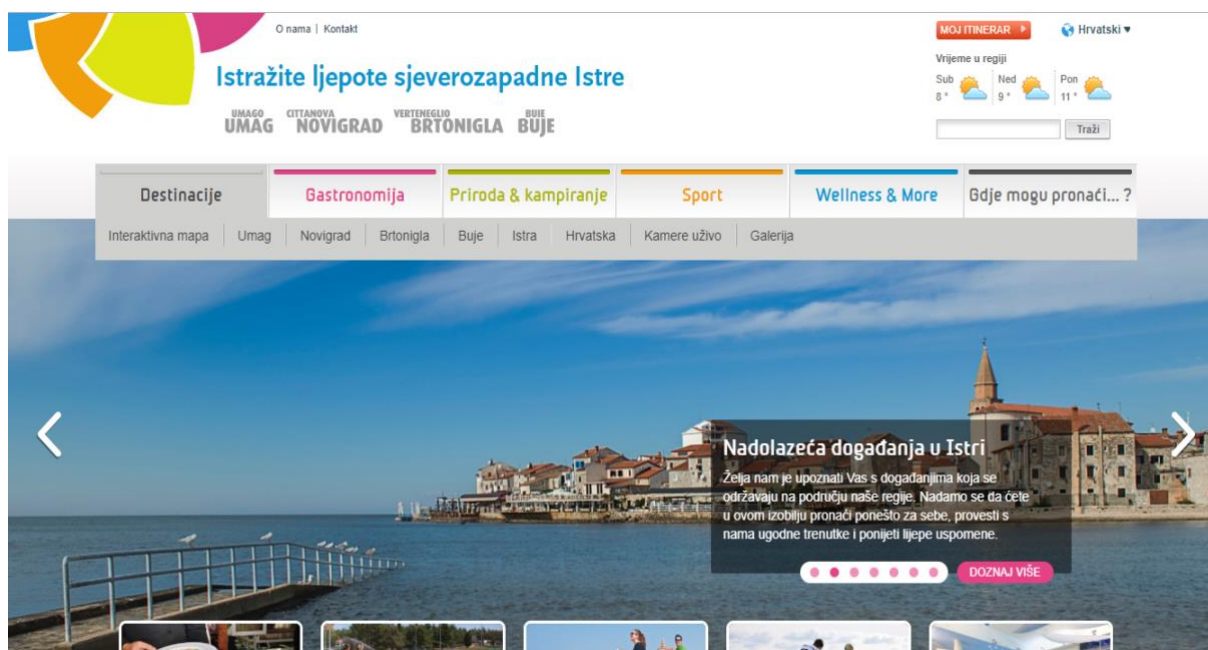 O nama | Kontakt
MOJ ITINERAR
Hrvatski
Istražite ljepote sjeverozapadne Istre
Vrijeme u regiji
Sub
8 °
Ned
9 °
Pon
11 °
UMAGO
UMAG
CITTANOVA
NOVIGRAD
VERTENEGLIO
BRTONIGLA
BUIE
BUJE
Traži
Destinacije
Gastronomija
Priroda & kampiranje
Sport
Wellness & More
Gdje mogu pronaći... ?
Interaktivna mapa
Umag
Novigrad
Brtonigla
Buje
Istra
Hrvatska
Kamere uživo
Galerija
Nadolazeća događanja u Istri
Želja nam je upoznati Vas s događanjima koja se
održavaju na području naše regije. Nadamo se da ćete
u ovom izobilju pronaći ponešto za sebe, provesti s
nama ugodne trenutke i ponijeti lijepe uspomene.
DOZNAJ VIŠE